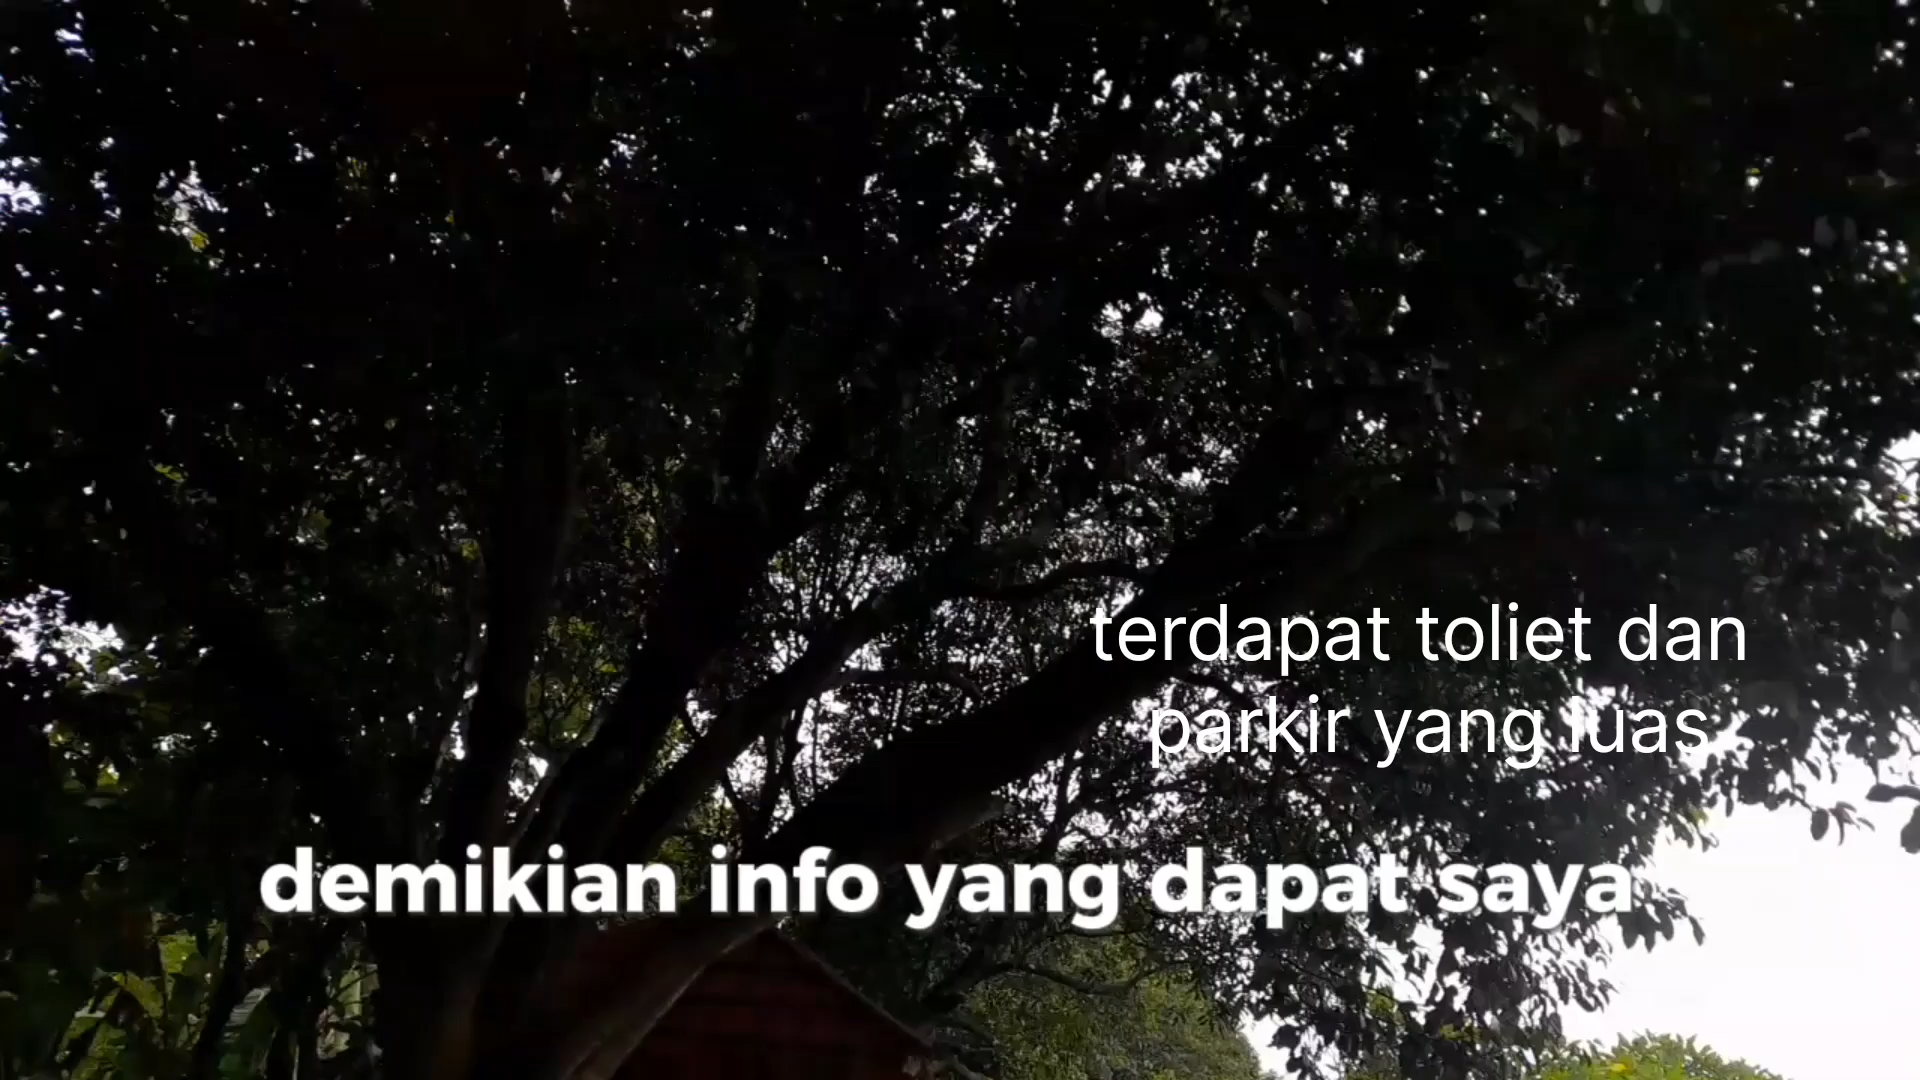 terdapat toliet dan
parkir yang luas
demikian info yang dapat saya